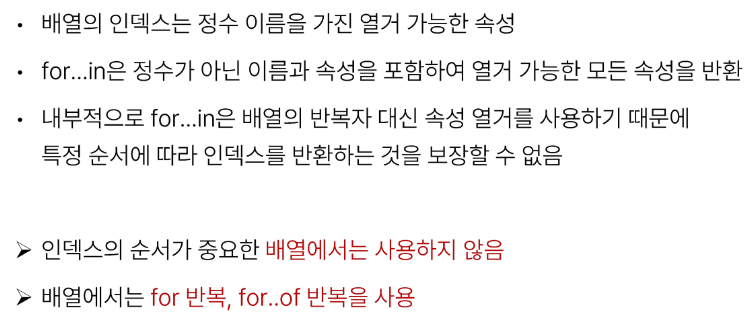 • 배열의 인덱스는 정수 이름을 가진 열거 가능한 속성
• for...in은 정수가 아닌 이름과 속성을 포함하여 열거 가능한 모든 속성을 반환
• 내부적으로 for...in은 배열의 반복자 대신 속성 열거를 사용하기 때문에
특정 순서에 따라 인덱스를 반환하는 것을 보장할 수 없음
➢ 인덱스의 순서가 중요한 배열에서는 사용하지 않음
➢ 배열에서는 for 반복, for..of 반복을 사용